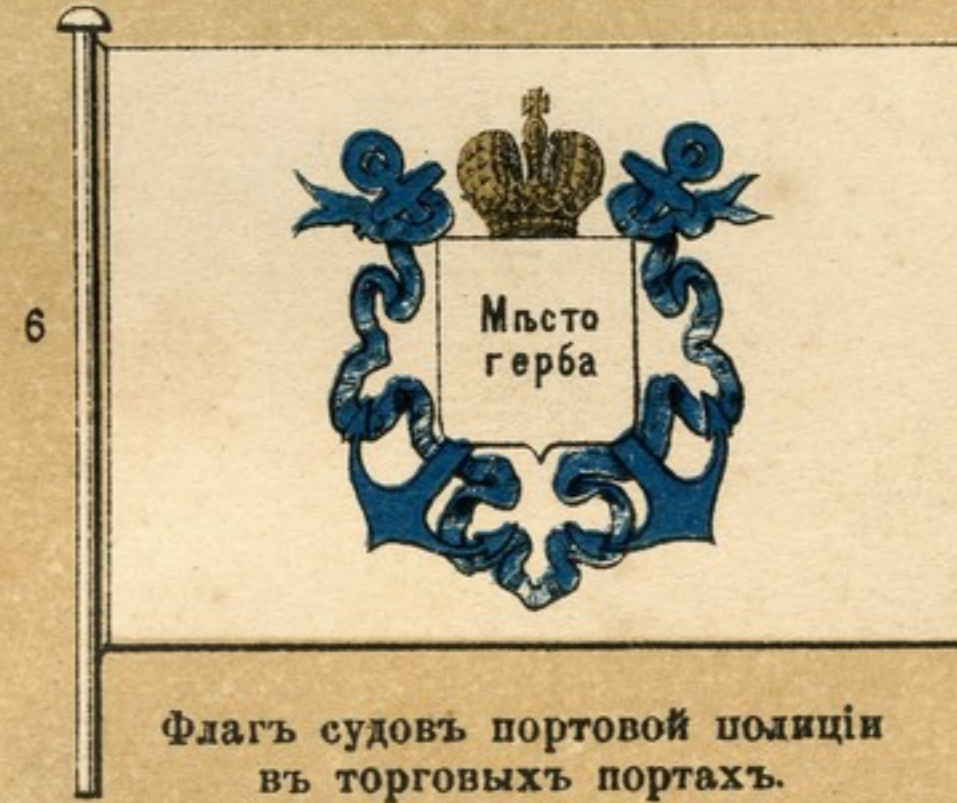 6
Мѣсто
герба
Флагъ судовъ портовой полиціи
въ торговыхъ портахъ.